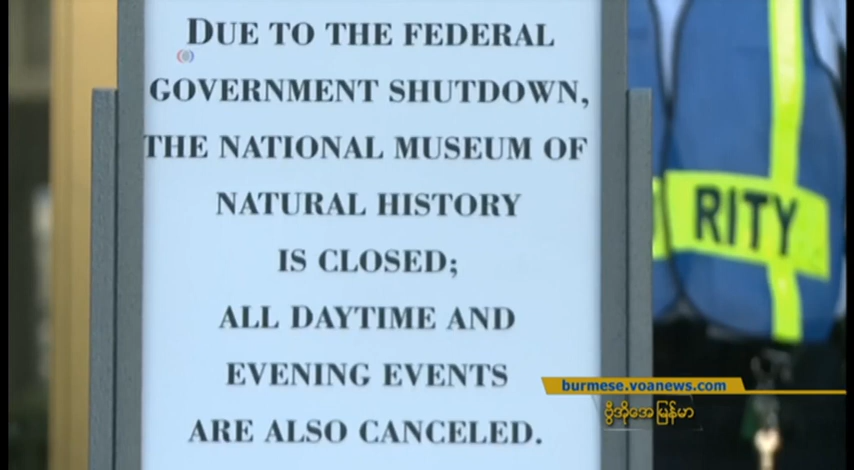 DUE TO THE FEDERAL
GOVERNMENT SHUTDOWN,
THE NATIONAL MUSEUM OF
NATURAL HISTORY
IS CLOSED;
ALL DAYTIME AND
EVENING EVENTS
ARE ALSO CANCELED.
RITY
burmese.voanews.com
ဗွီအိုအေမြန်မာ